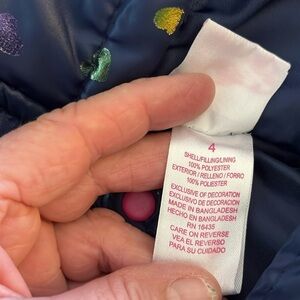 4
SHELL/FILLING/LINING
100% POLYESTER
EXTERIOR / RELLENO / FORRO
100% POLIESTER
EXCLUSIVE OF DECORATION
EXCLUSIVO DE DECORACION
MADE IN BANGLADESH
HECHO EN BANGLADESH
RN 16435
CARE ON REVERSE
VEA EL REVERSO
PARA SU CUIDADO